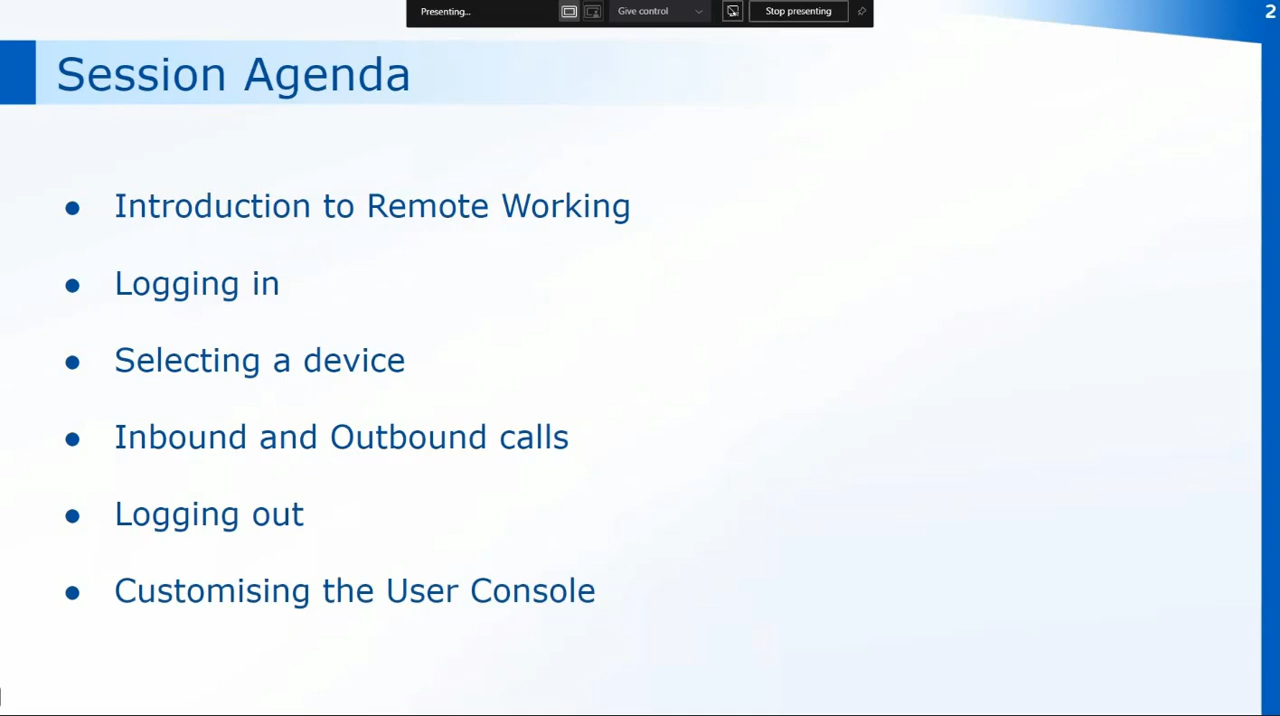 Presenting...
Give control
Stop presenting
2
Session Agenda
● Introduction to Remote Working
● Logging in
● Selecting a device
● Inbound and Outbound calls
● Logging out
● Customising the User Console